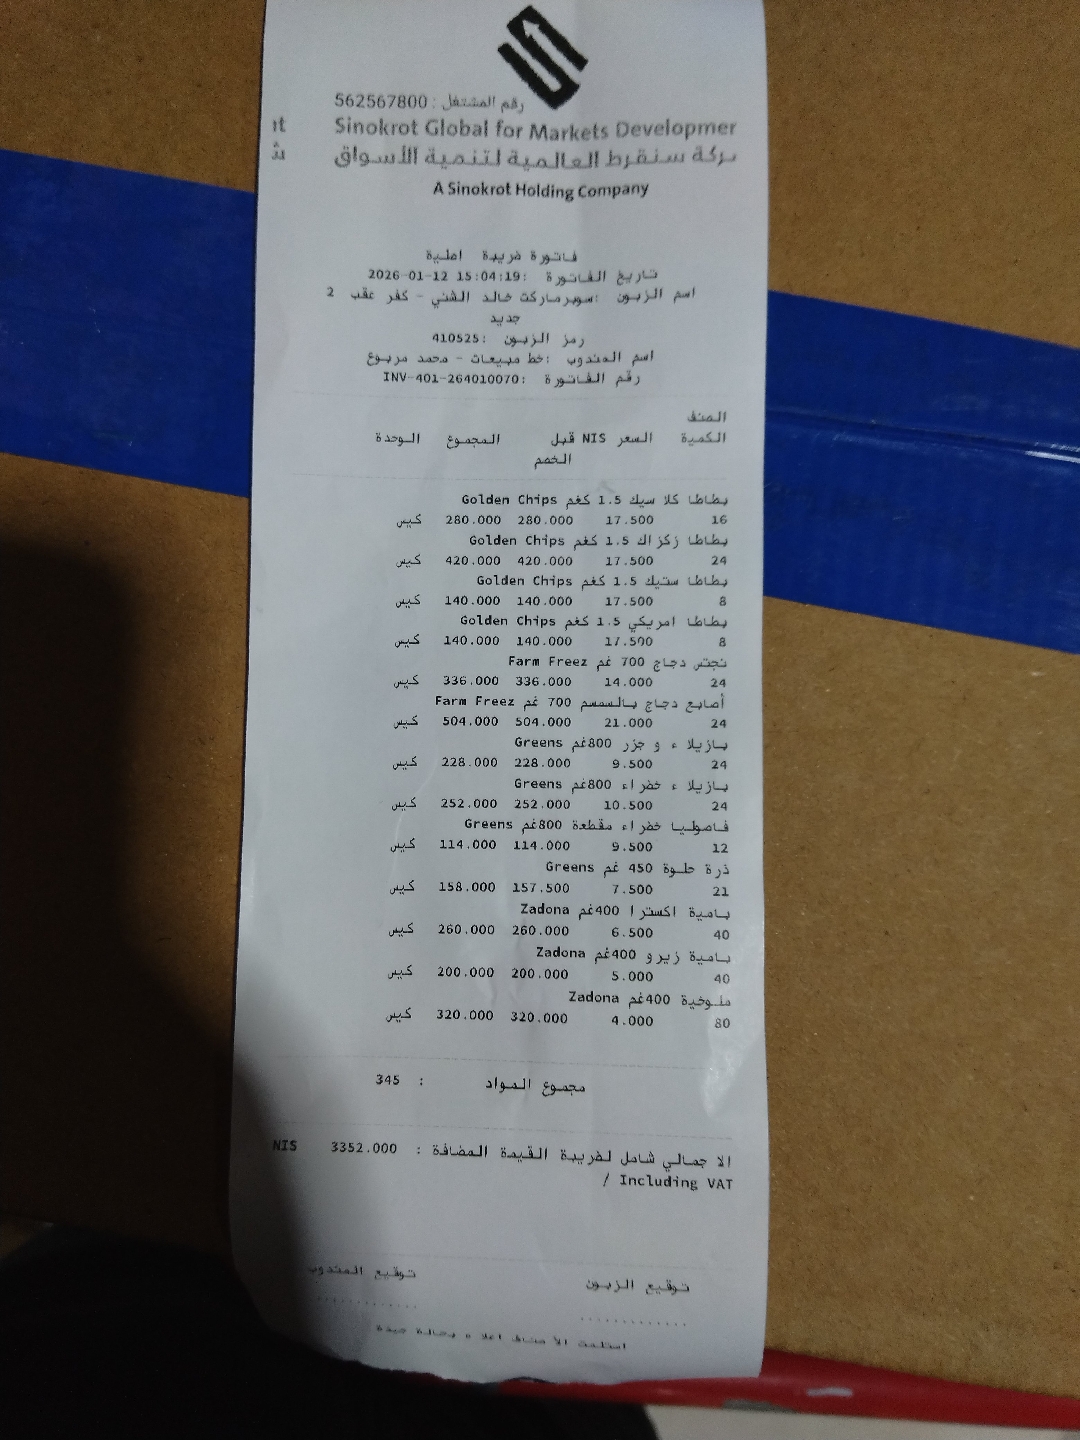 رقم المشتغل : 562567800
Sinokrot Global for Markets Developmer
nt
شركة سنقرط العالمية لتنمية الأسواق
A Sinokrot Holding Company
فاتورة ضريبة اصلية
تاريخ الفاتورة :2026-01-12 15:04:19
اسم الزبون :سوبرماركت خالد الشني - كفر عقب 2
جديد
رمز الزبون :410525
اسم المندوب :خط مبيعات - محمد مربوع
رقم الفاتورة :INV-401-264010070
الصنف
الكمية السعر NIS قبل المجموع الوحدة
الخصم
بطاطا كلاسيك 1.5 كغم Golden Chips
16 17.500 280.000 280.000 كيس
بطاطا زكزاك 1.5 كغم Golden Chips
24 17.500 420.000 420.000 كيس
بطاطا ستيك 1.5 كغم Golden Chips
8 17.500 140.000 140.000 كيس
بطاطا امريكي 1.5 كغم Golden Chips
8 17.500 140.000 140.000 كيس
نجتس دجاج 700 غم Farm Freez
24 14.000 336.000 336.000 كيس
أصابع دجاج بالسمسم 700 غم Farm Freez
24 21.000 504.000 504.000 كيس
بازيلاء و جزر 800غم Greens
24 9.500 228.000 228.000 كيس
بازيلاء خضراء 800غم Greens
24 10.500 252.000 252.000 كيس
فاصوليا خضراء مقطعة 800غم Greens
12 9.500 114.000 114.000 كيس
ذرة حلوة 450 غم Greens
21 7.500 157.500 158.000 كيس
بامية اكسترا 400غم Zadona
40 6.500 260.000 260.000 كيس
بامية زيرو 400غم Zadona
40 5.000 200.000 200.000 كيس
ملوخية 400غم Zadona
80 4.000 320.000 320.000 كيس
مجموع المواد : 345
الاجمالي شامل لضريبة القيمة المضافة : 3352.000 NIS
/ Including VAT
توقيع الزبون توقيع المندوب
استلمت الأصناف اعلاه بحالة جيدة